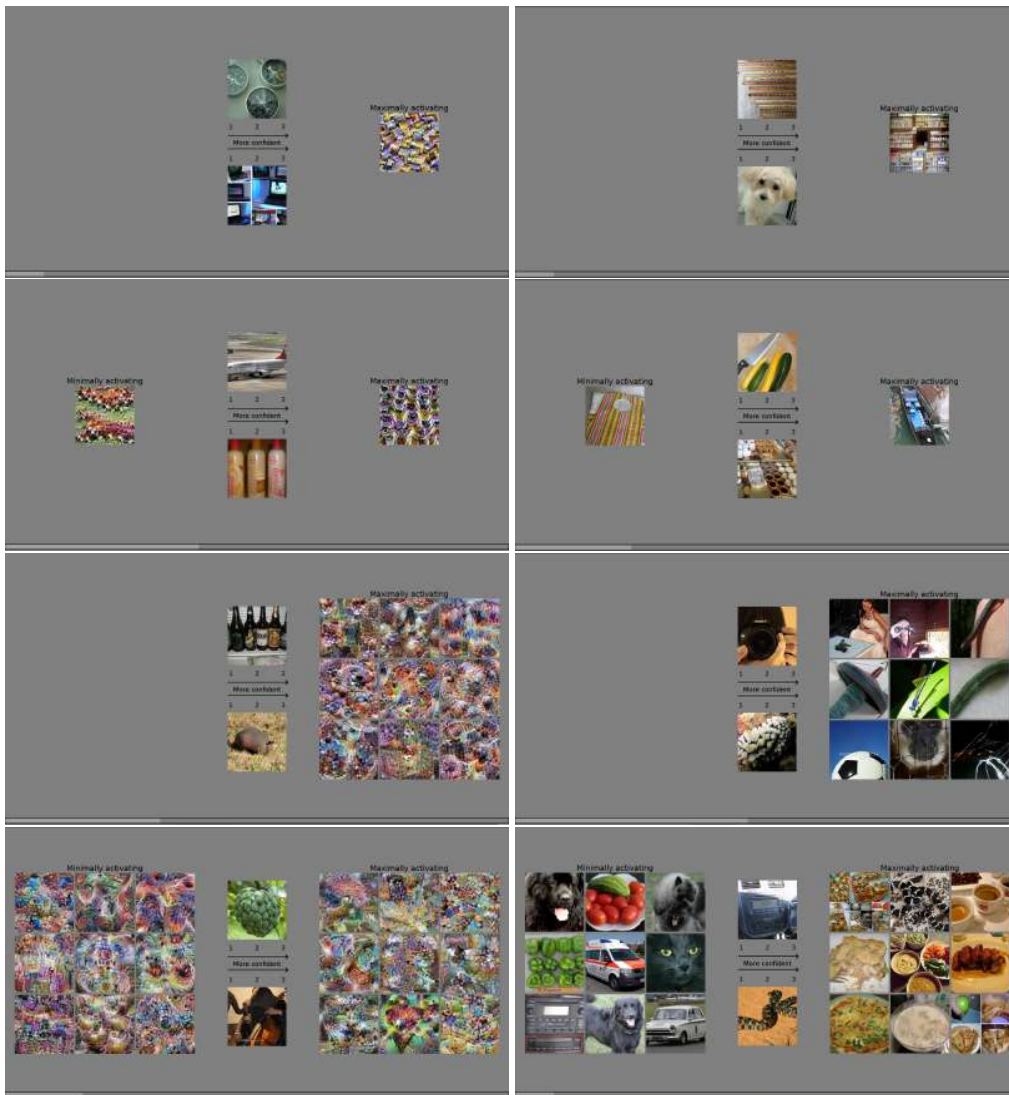 Maximally activating
1 2 3
More confident
1 2 3
Maximally activating
1 2 3
More confident
1 2 3
Minimally activating
1 2 3
More confident
1 2 3
Maximally activating
Minimally activating
1 2 3
More confident
1 2 3
Maximally activating
Maximally activating
1 2 3
More confident
1 2 3
Maximally activating
1 2 3
More confident
1 2 3
Minimally activating
Maximally activating
1 2 3
More confident
1 2 3
Minimally activating
Maximally activating
1 2 3
More confident
1 2 3